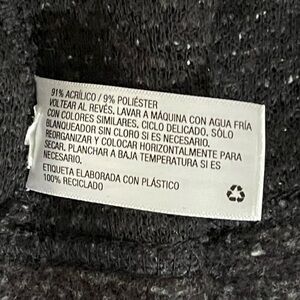 91% ACRÍLICO / 9% POLIÉSTER
VOLTEAR AL REVÉS. LAVAR A MÁQUINA CON AGUA FRÍA
CON COLORES SIMILARES, CICLO DELICADO. SÓLO
BLANQUEADOR SIN CLORO SI ES NECESARIO.
REORGANIZAR Y COLOCAR HORIZONTALMENTE PARA
SECAR. PLANCHAR A BAJA TEMPERATURA SI ES
NECESARIO.
ETIQUETA ELABORADA CON PLÁSTICO
100% RECICLADO